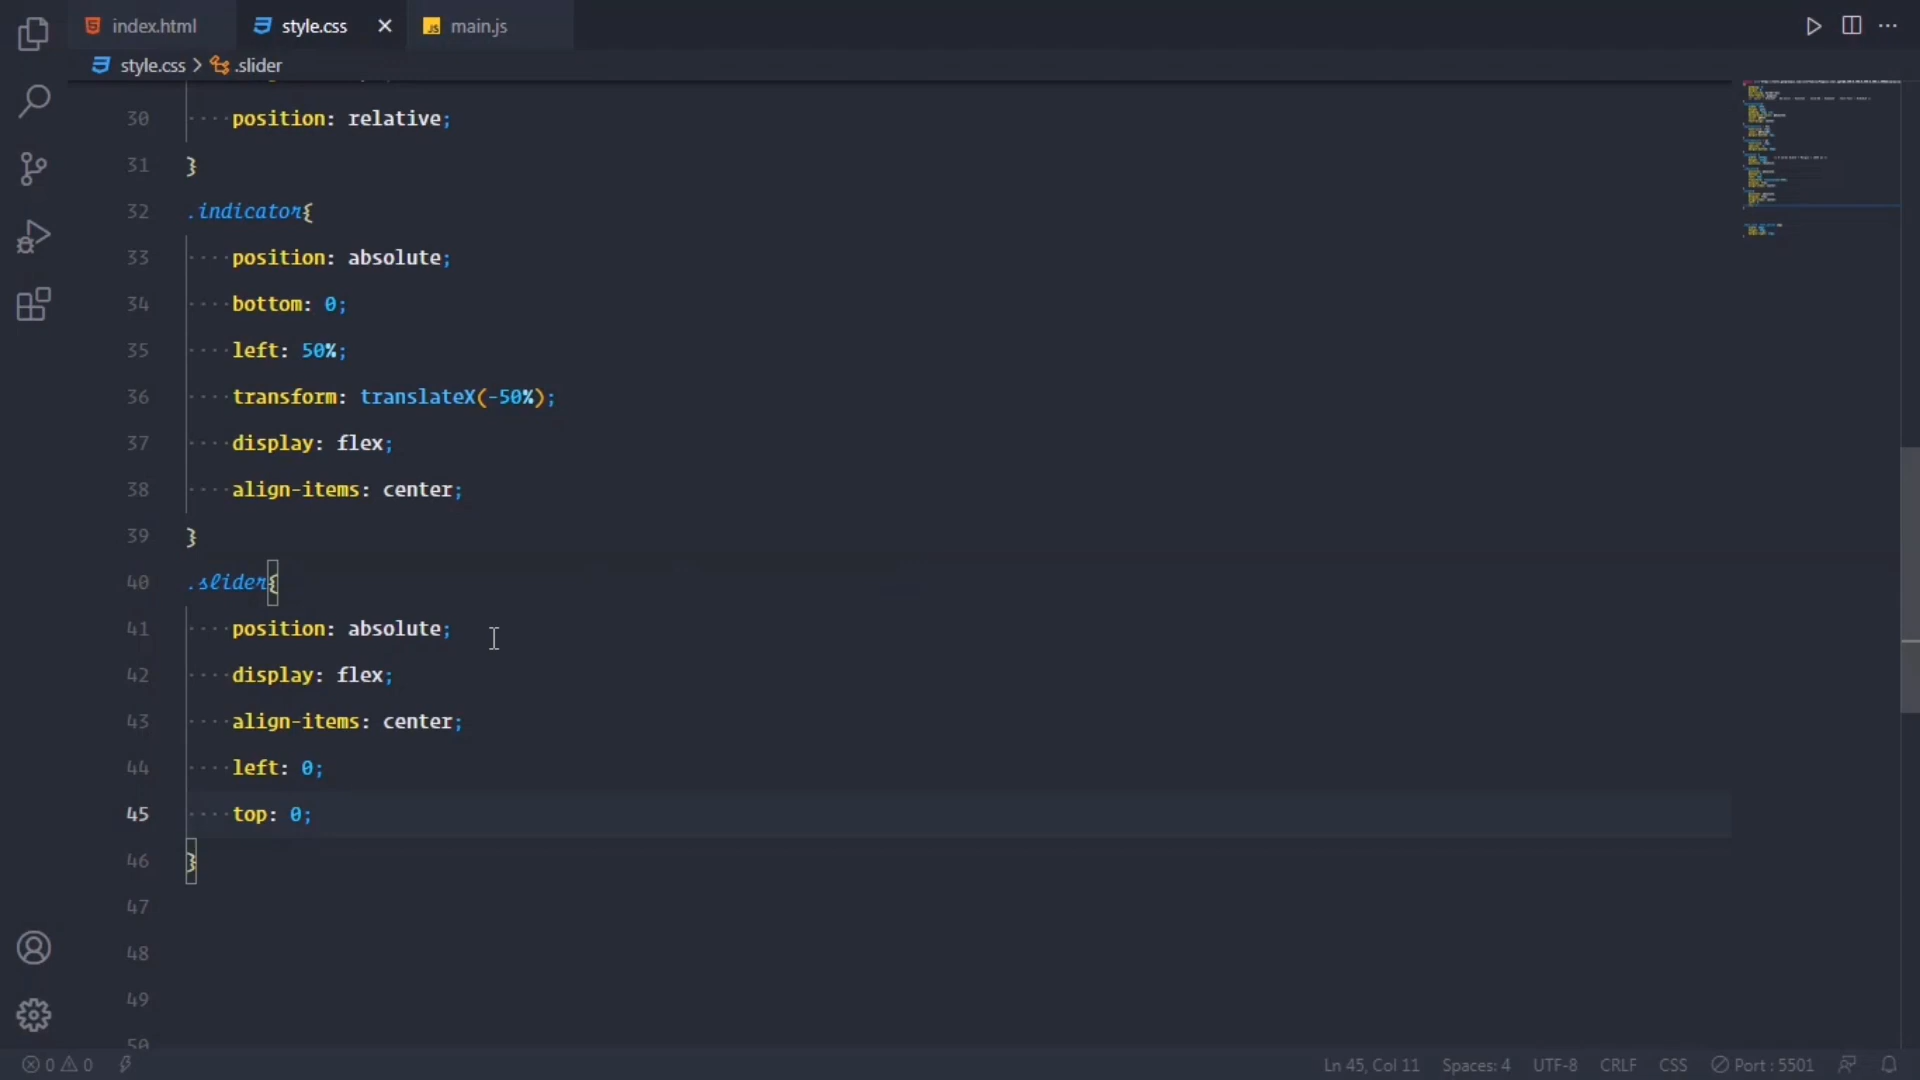 index.html
style.css
main.js
style.css > .slider
30 position: relative;
31 }
32 .indicator{
33 position: absolute;
34 bottom: 0;
35 left: 50%;
36 transform: translateX(-50%);
37 display: flex;
38 align-items: center;
39 }
40 .slider{
41 position: absolute;
42 display: flex;
43 align-items: center;
44 left: 0;
45 top: 0;
46 }
47
48
49
50
0 0 Ln 45, Col 11 Spaces: 4 UTF-8 CRLF CSS Port : 5501